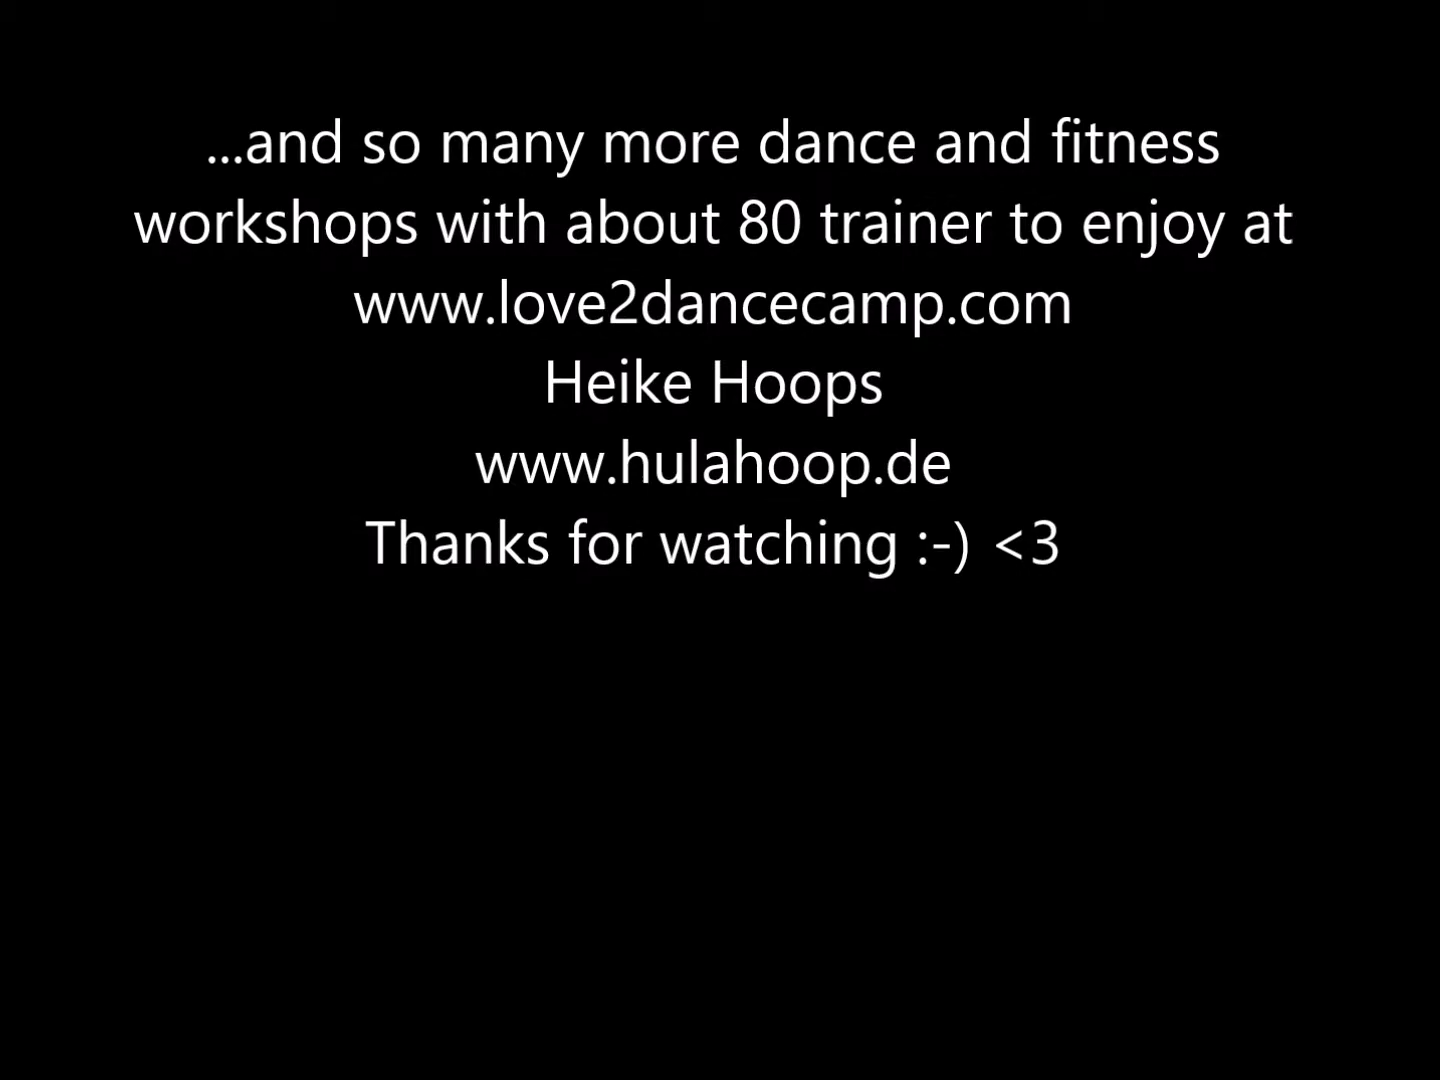 ...and so many more dance and fitness
workshops with about 80 trainer to enjoy at
www.love2dancecamp.com
Heike Hoops
www.hulahoop.de
Thanks for watching :-) <3